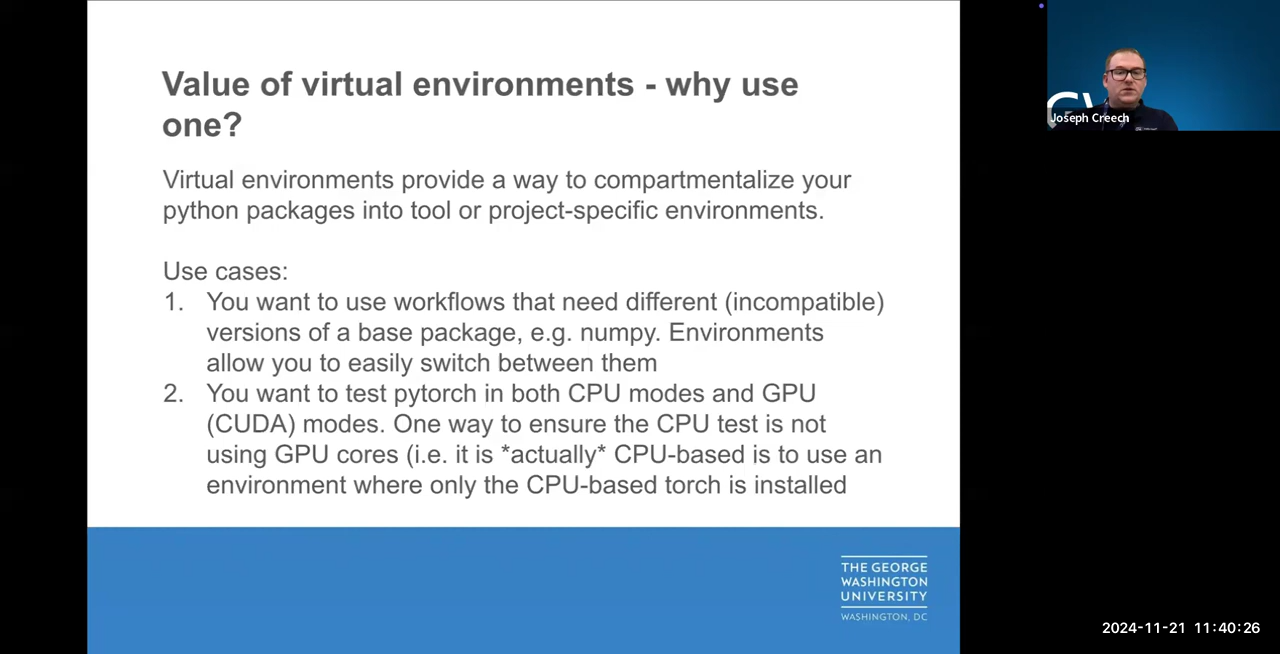 Value of virtual environments - why use
one?
Virtual environments provide a way to compartmentalize your
python packages into tool or project-specific environments.
Use cases:
1. You want to use workflows that need different (incompatible)
versions of a base package, e.g. numpy. Environments
allow you to easily switch between them
2. You want to test pytorch in both CPU modes and GPU
(CUDA) modes. One way to ensure the CPU test is not
using GPU cores (i.e. it is *actually* CPU-based is to use an
environment where only the CPU-based torch is installed
THE GEORGE
WASHINGTON
UNIVERSITY
WASHINGTON, DC
Joseph Creech
2024-11-21 11:40:26